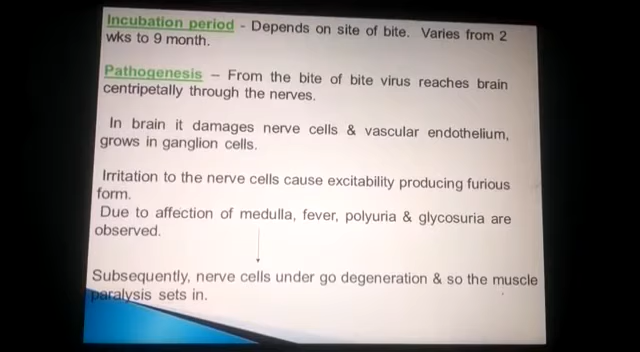 Incubation period - Depends on site of bite. Varies from 2
wks to 9 month.
Pathogenesis – From the bite of bite virus reaches brain
centripetally through the nerves.
In brain it damages nerve cells & vascular endothelium,
grows in ganglion cells.
Irritation to the nerve cells cause excitability producing furious
form.
Due to affection of medulla, fever, polyuria & glycosuria are
observed.
Subsequently, nerve cells under go degeneration & so the muscle
paralysis sets in.